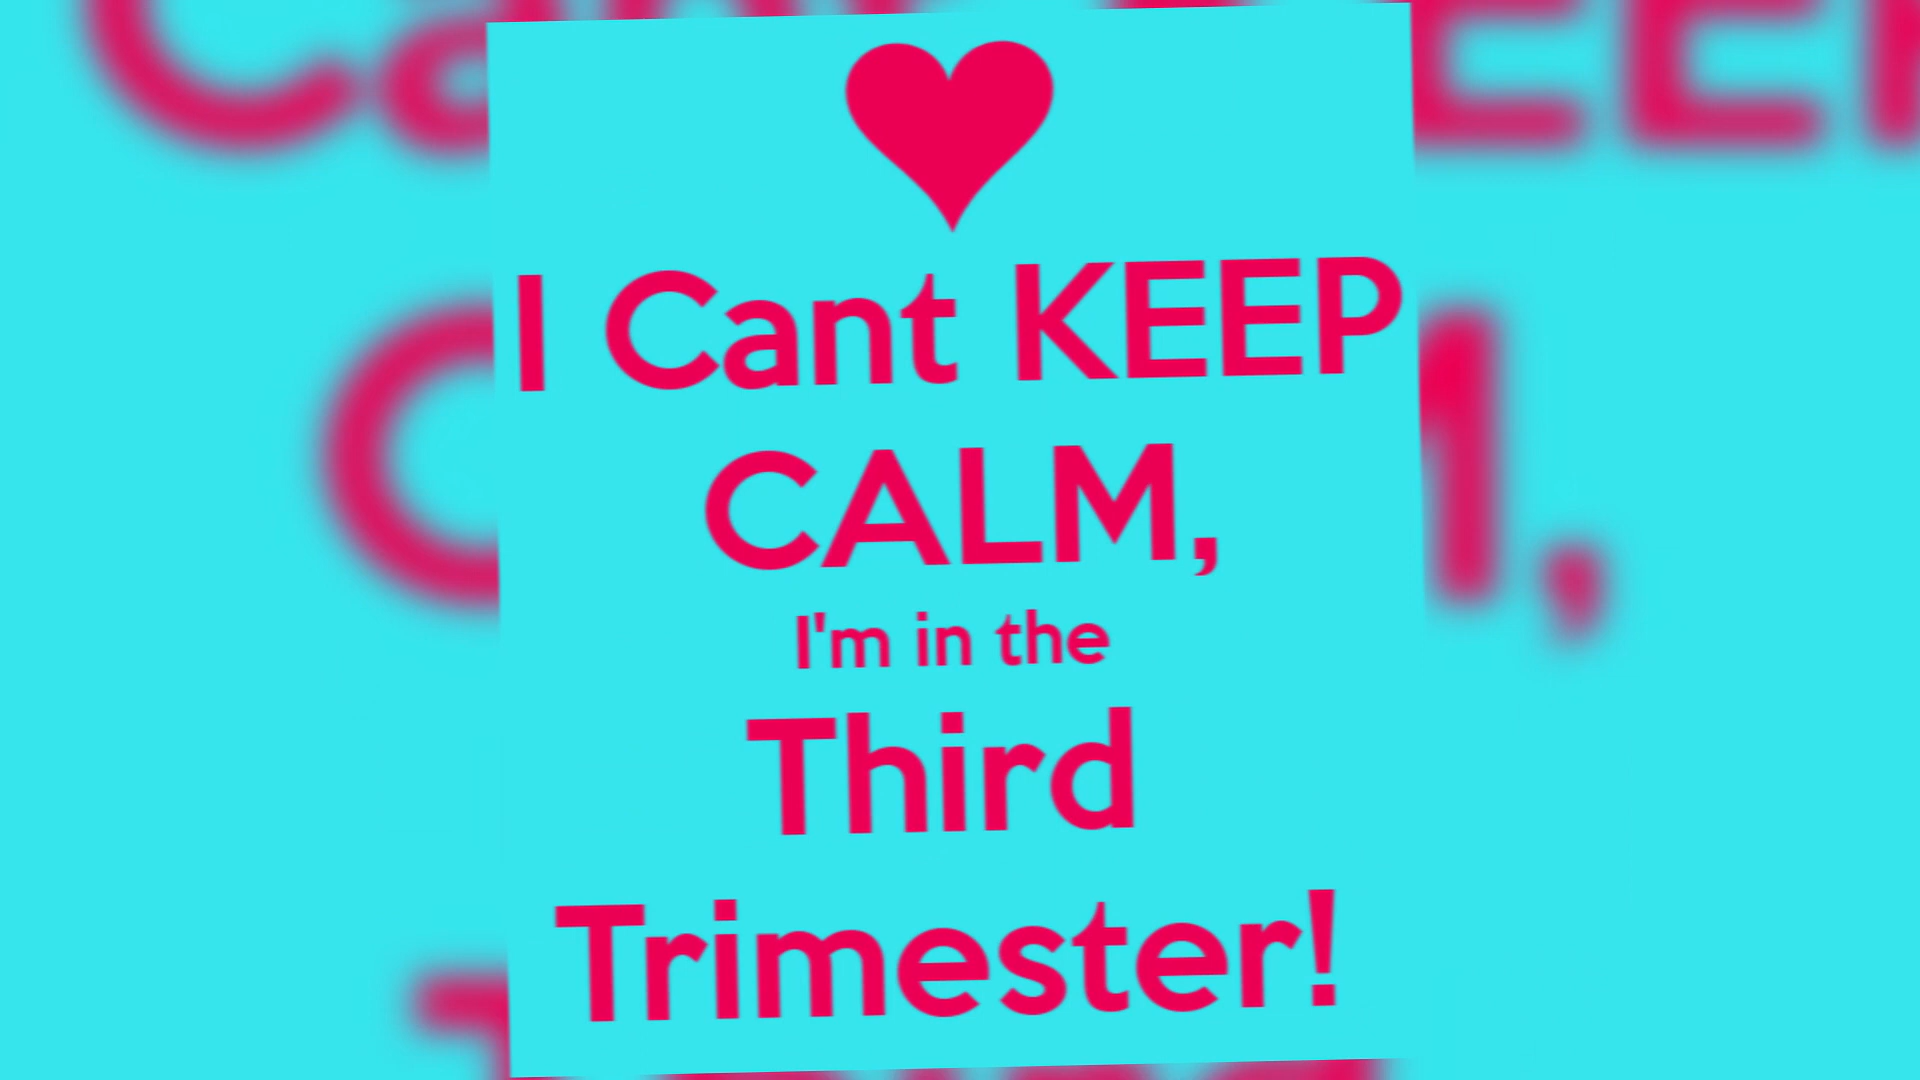 I Cant KEEP
CALM,
I'm in the
Third
Trimester!